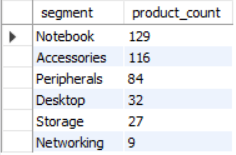 segment product_count
Notebook 129
Accessories 116
Peripherals 84
Desktop 32
Storage 27
Networking 9